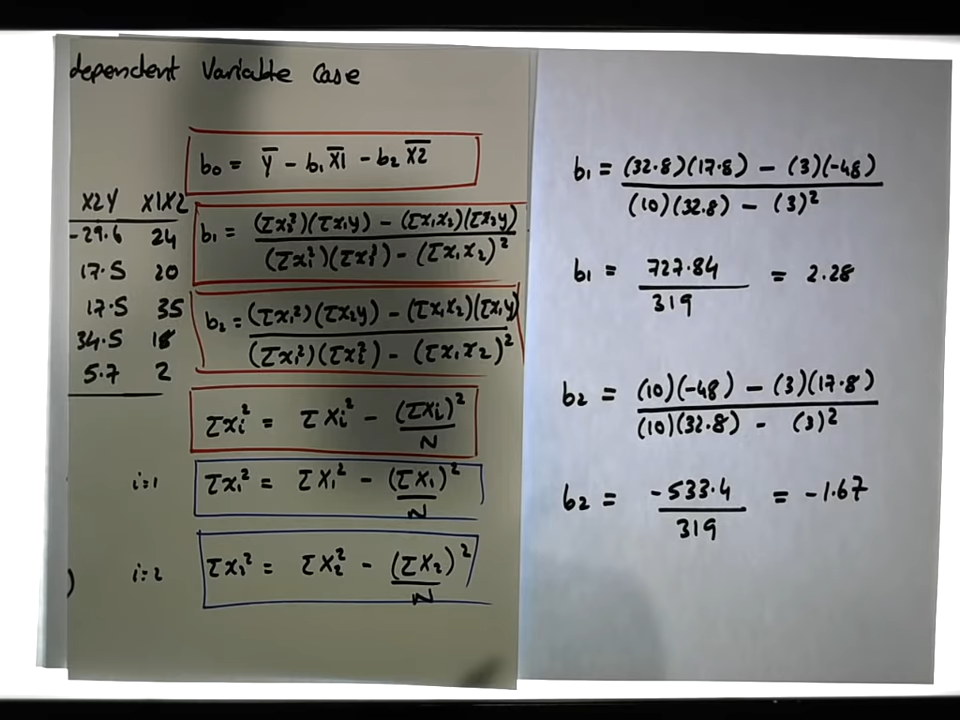 dependent Variable Case
b₀ = Y̅ - b₁ X̅1̅ - b₂ X̅2̅
X2Y X1X2
-29.6 24
17.5 20
17.5 35
34.5 18
5.7 2
b₁ = (Σx₂²)(Σx₁y) - (Σx₁x₂)(Σx₂y)
(Σx₁²)(Σx₂²) - (Σx₁x₂)²
b₂ = (Σx₁²)(Σx₂y) - (Σx₁x₂)(Σx₁y)
(Σx₁²)(Σx₂²) - (Σx₁x₂)²
Σxi² = ΣXi² - (ΣXi)²
N
i=1 Σx₁² = ΣX₁² - (ΣX₁)²
N
) i=2 Σx₁² = ΣX₂² - (ΣX₂)²
N
b₁ = (32.8)(17.8) - (3)(-48)
(10)(32.8) - (3)²
b₁ = 727.84 = 2.28
319
b₂ = (10)(-48) - (3)(17.8)
(10)(32.8) - (3)²
b₂ = -533.4 = -1.67
319